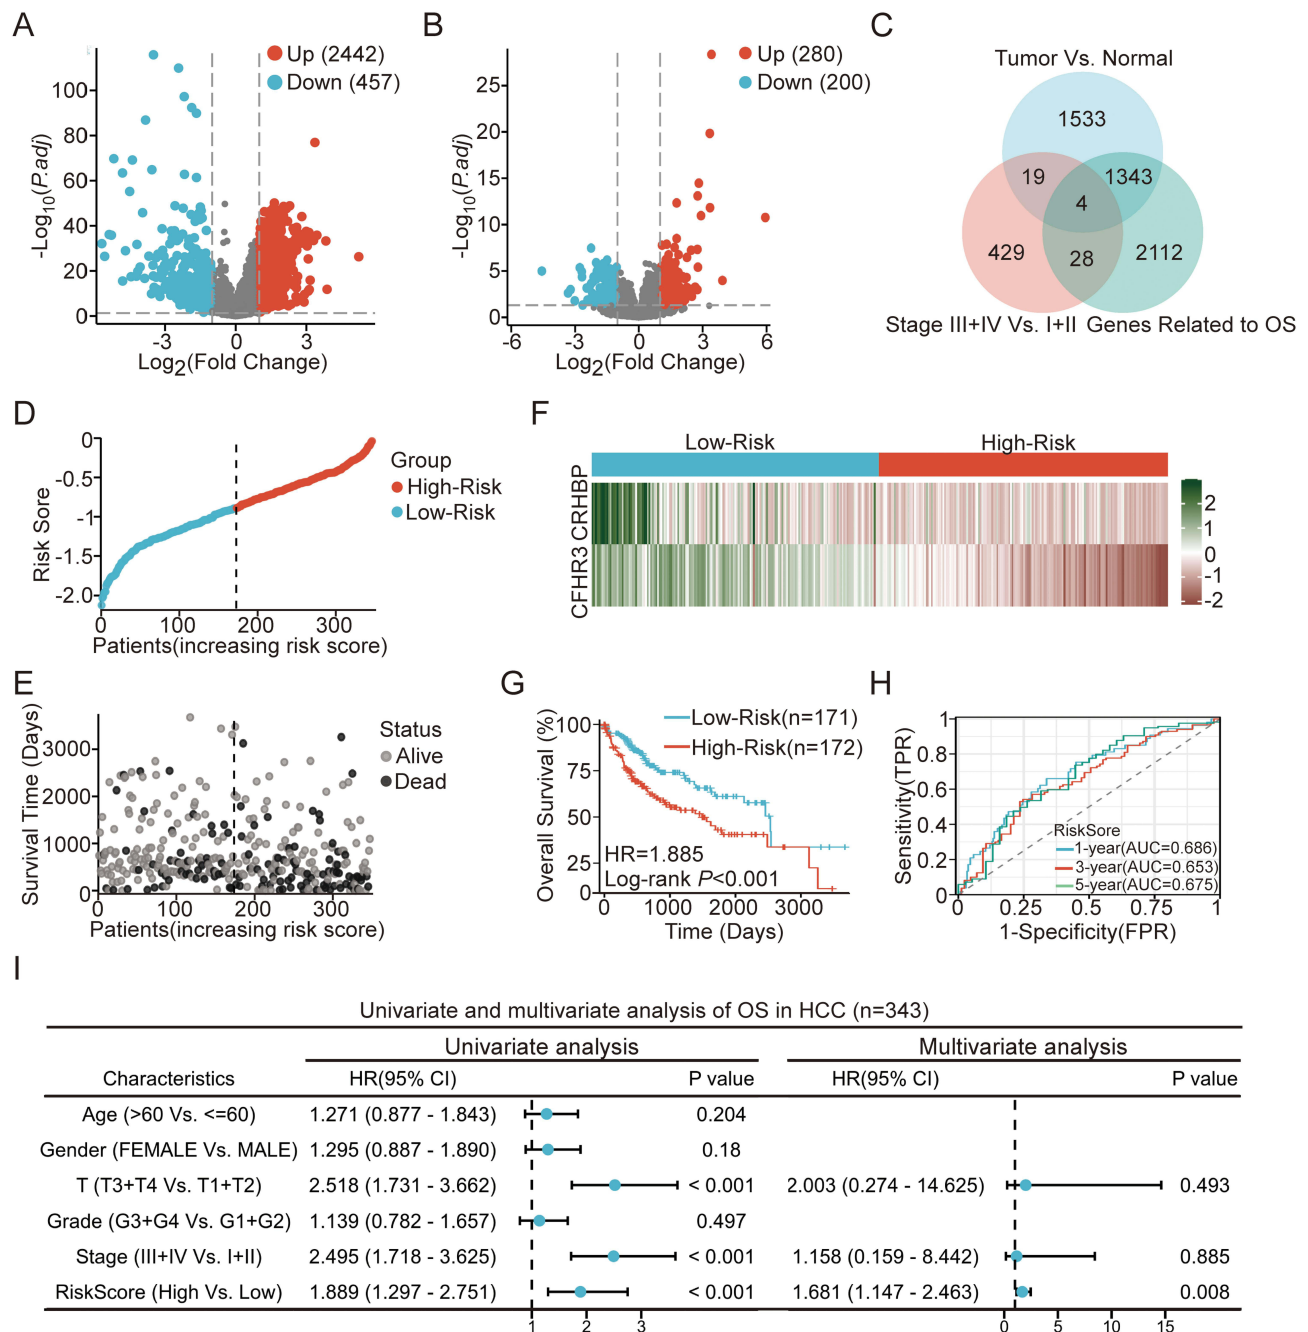 A
Up (2442)
Down (457)
-Log10(P.adj)
100
80
60
40
20
0
-3
0
3
Log2(Fold Change)
B
Up (280)
Down (200)
-Log10(P.adj)
25
20
15
10
5
0
-6
-3
0
3
6
Log2(Fold Change)
C
Tumor Vs. Normal
1533
19
1343
4
429
28
2112
Stage III+IV Vs. I+II
Genes Related to OS
D
Risk Sore
0
-0.5
-1
-1.5
-2.0
0
100
200
300
Patients(increasing risk score)
Group
High-Risk
Low-Risk
F
Low-Risk
High-Risk
CRHBP
CFHR3
2
1
0
-1
-2
E
Survival Time (Days)
3000
2000
1000
0
0
100
200
300
Patients(increasing risk score)
Status
Alive
Dead
G
Overall Survival (%)
100
75
50
25
0
Low-Risk(n=171)
High-Risk(n=172)
HR=1.885
Log-rank P<0.001
0
1000
2000
3000
Time (Days)
H
Sensitivity(TPR)
1
0.8
0.6
0.4
0.2
0
RiskSore
1-year(AUC=0.686)
3-year(AUC=0.653)
5-year(AUC=0.675)
0
0.25
0.5
0.75
1
1-Specificity(FPR)
I
Univariate and multivariate analysis of OS in HCC (n=343)
Univariate analysis Multivariate analysis
Characteristics HR(95% CI) P value HR(95% CI) P value
Age (>60 Vs. <=60) 1.271 (0.877 - 1.843) 0.204
Gender (FEMALE Vs. MALE) 1.295 (0.887 - 1.890) 0.18
T (T3+T4 Vs. T1+T2) 2.518 (1.731 - 3.662) < 0.001 2.003 (0.274 - 14.625) 0.493
Grade (G3+G4 Vs. G1+G2) 1.139 (0.782 - 1.657) 0.497
Stage (III+IV Vs. I+II) 2.495 (1.718 - 3.625) < 0.001 1.158 (0.159 - 8.442) 0.885
RiskScore (High Vs. Low) 1.889 (1.297 - 2.751) < 0.001 1.681 (1.147 - 2.463) 0.008
1 2 3 0 5 10 15